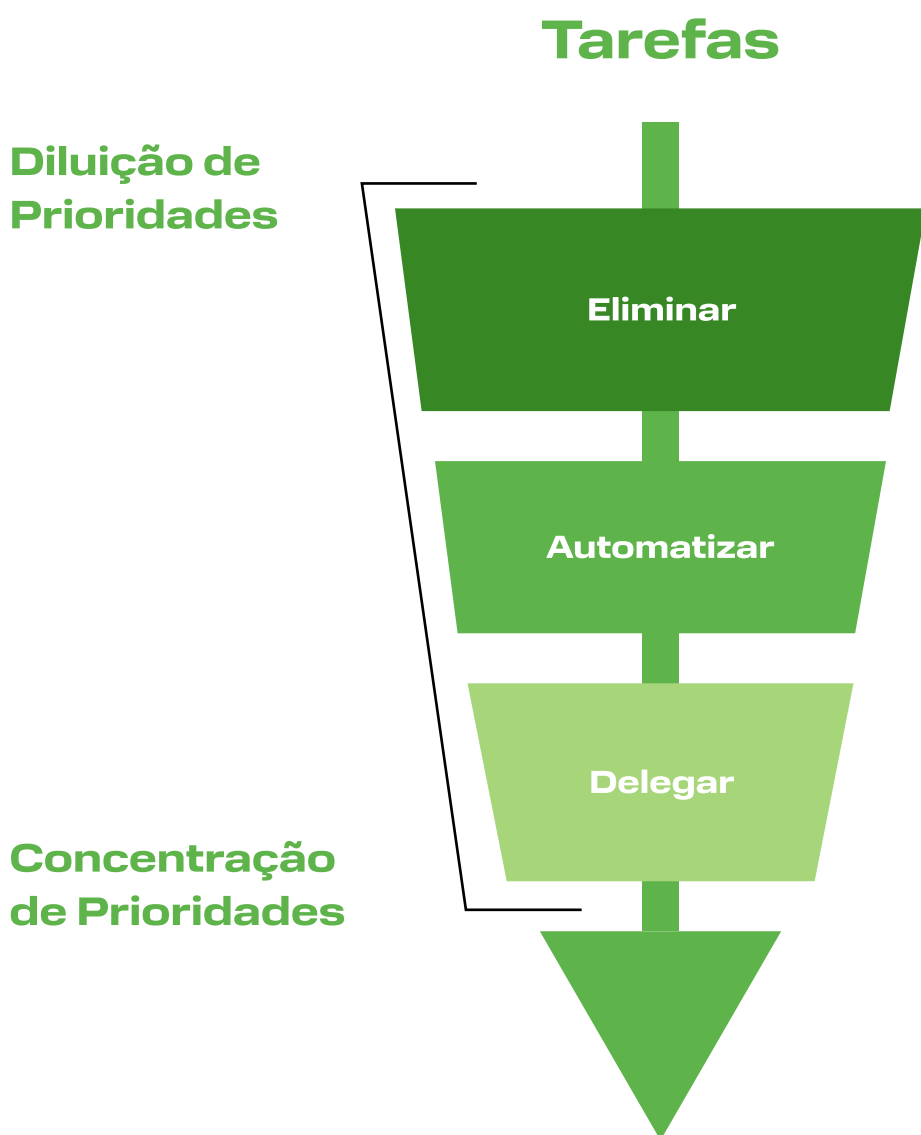 Tarefas
Diluição de
Prioridades
Eliminar
Automatizar
Delegar
Concentração
de Prioridades